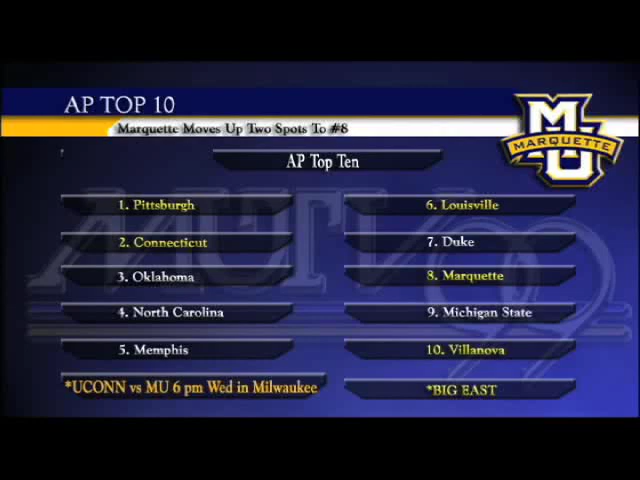 AP TOP 10
Marquette Moves Up Two Spots To #8
MU
MARQUETTE
AP Top Ten
1. Pittsburgh
2. Connecticut
3. Oklahoma
4. North Carolina
5. Memphis
6. Louisville
7. Duke
8. Marquette
9. Michigan State
10. Villanova
*UCONN vs MU 6 pm Wed in Milwaukee
*BIG EAST
MUTV
99